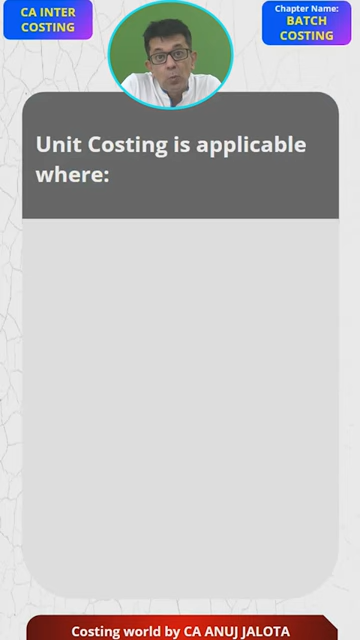 CA INTER
COSTING
Chapter Name:
BATCH
COSTING
Unit Costing is applicable
where:
Costing world by CA ANUJ JALOTA